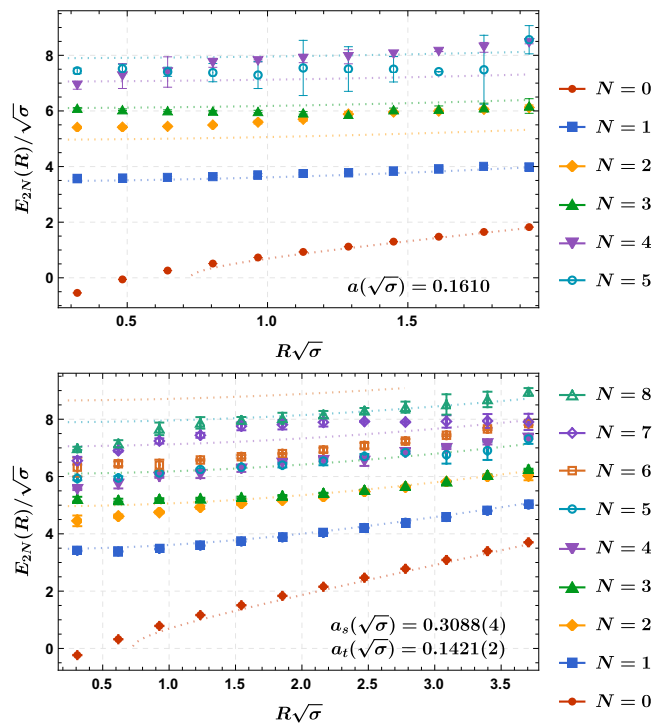 E_{2N}(R)/√σ
8
6
4
2
0
0.5
1.0
1.5
R√σ
a(√σ) = 0.1610
N = 0
N = 1
N = 2
N = 3
N = 4
N = 5
E_{2N}(R)/√σ
8
6
4
2
0
0.5
1.0
1.5
2.0
2.5
3.0
3.5
R√σ
a_s(√σ) = 0.3088(4)
a_t(√σ) = 0.1421(2)
N = 8
N = 7
N = 6
N = 5
N = 4
N = 3
N = 2
N = 1
N = 0